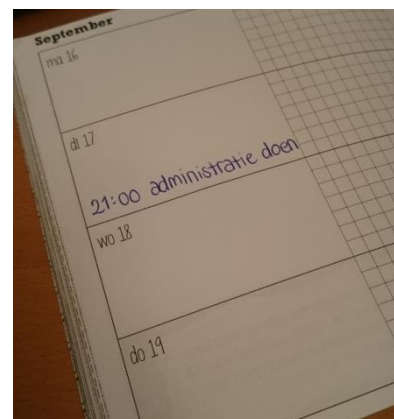 September
ma 16
di 17
21:00 administratie doen
wo 18
do 19